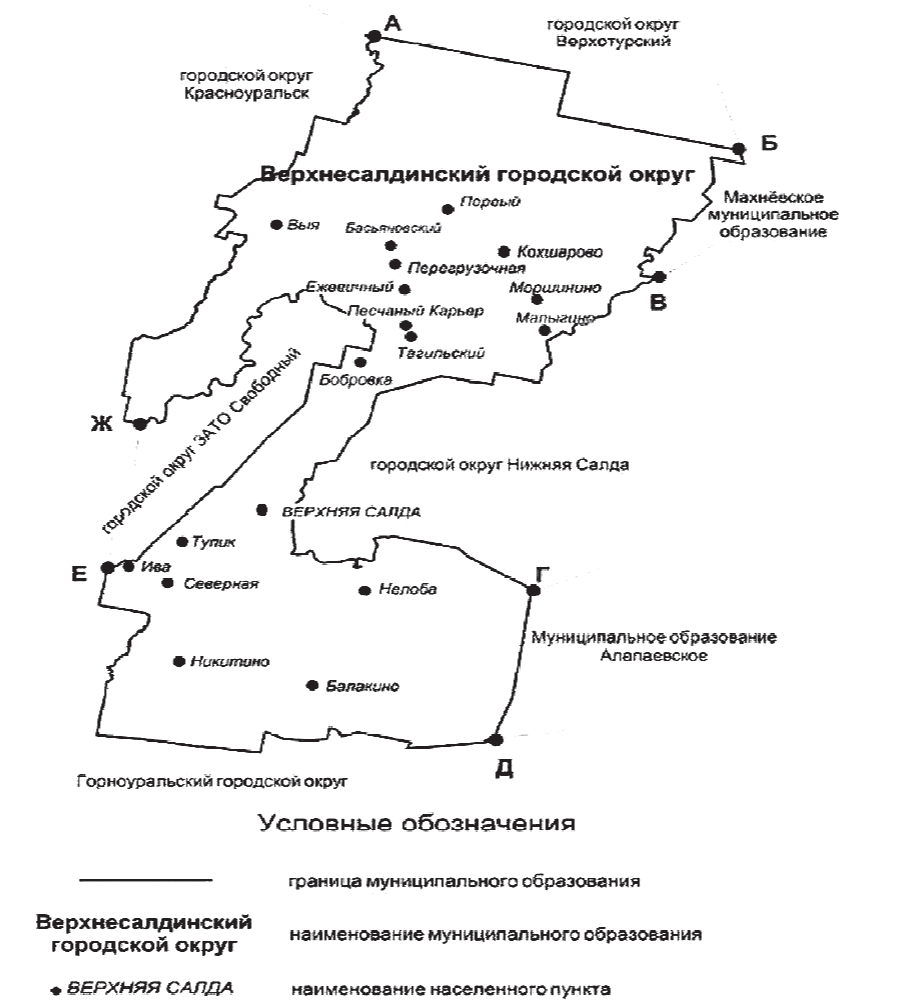 А
городской округ
Верхотурский
городской округ
Красноуральск
Б
Верхнесалдинский городской округ
Махнёвское
муниципальное
образование
Первый
Выя
Басьяновский
Кокшарово
Перегрузочная
Ежевичный
Моршинино
В
Песчаный Карьер
Малыгино
Тагильский
Бобровка
городской округ ЗАТО Свободный
Ж
городской округ Нижняя Салда
ВЕРХНЯЯ САЛДА
Тупик
Е
Ива
Северная
Нелоба
Г
Муниципальное образование
Алапаевское
Никитино
Балакино
Д
Горноуральский городской округ
Условные обозначения
граница муниципального образования
Верхнесалдинский
городской округ
наименование муниципального образования
ВЕРХНЯЯ САЛДА
наименование населенного пункта